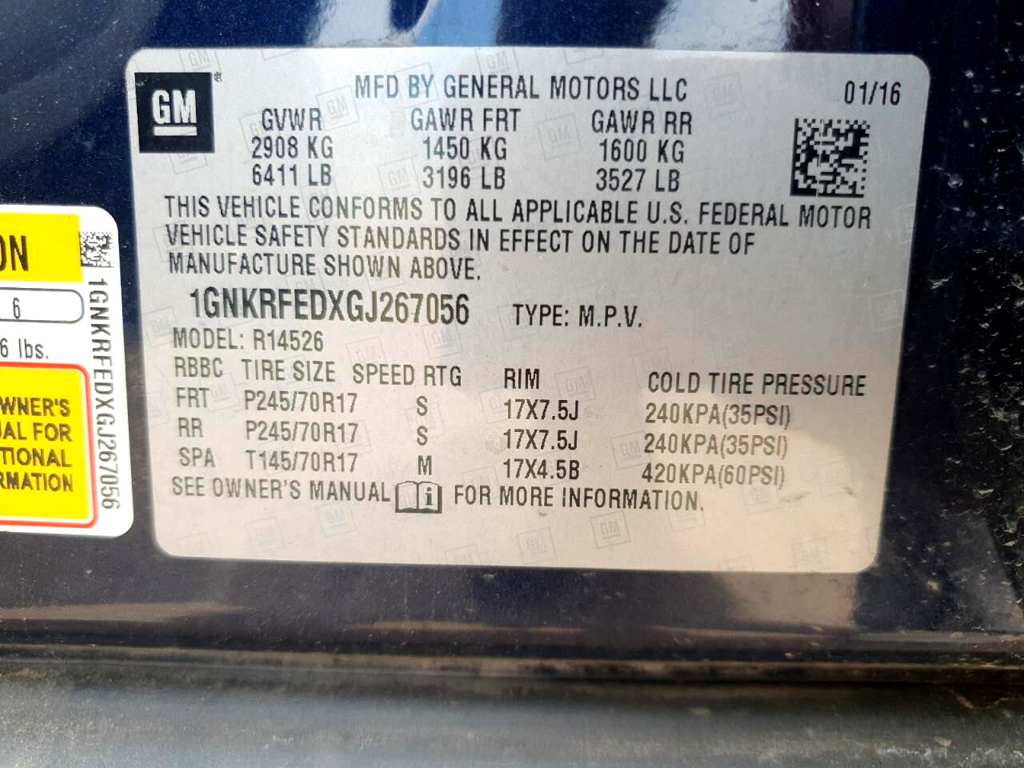 GM
®
MFD BY GENERAL MOTORS LLC 01/16
GVWR GAWR FRT GAWR RR
2908 KG 1450 KG 1600 KG
6411 LB 3196 LB 3527 LB
THIS VEHICLE CONFORMS TO ALL APPLICABLE U.S. FEDERAL MOTOR
VEHICLE SAFETY STANDARDS IN EFFECT ON THE DATE OF
MANUFACTURE SHOWN ABOVE.
1GNKRFEDXGJ267056 TYPE: M.P.V.
MODEL: R14526
RBBC TIRE SIZE SPEED RTG RIM COLD TIRE PRESSURE
FRT P245/70R17 S 17X7.5J 240KPA(35PSI)
RR P245/70R17 S 17X7.5J 240KPA(35PSI)
SPA T145/70R17 M 17X4.5B 420KPA(60PSI)
SEE OWNER'S MANUAL i FOR MORE INFORMATION.
ON
6
6 lbs.
WNER'S
UAL FOR
TIONAL
RMATION
1GNKRFEDXGJ267056